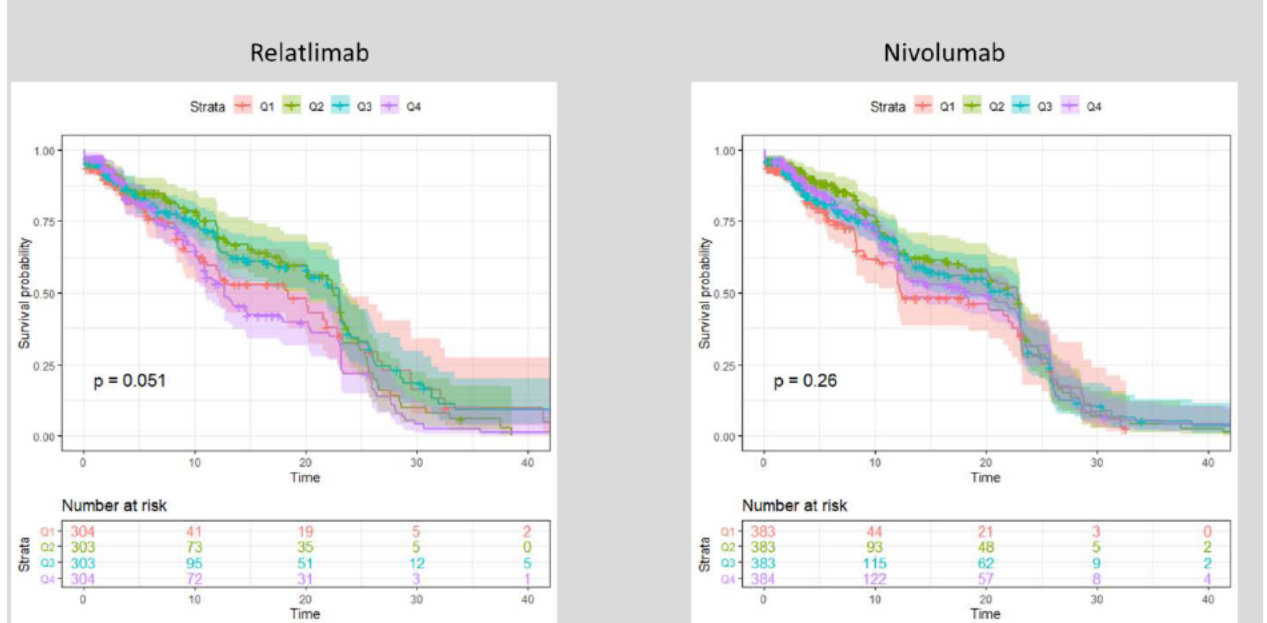 Relatlimab
Strata Q1 Q2 Q3 Q4
1.00
0.75
0.50
0.25
0.00
Survival probability
p = 0.051
0 10 20 30 40
Time
Number at risk
Strata
Q1 304 41 19 5 2
Q2 303 73 35 5 0
Q3 303 95 51 12 5
Q4 304 72 31 3 1
0 10 20 30 40
Time
Nivolumab
Strata Q1 Q2 Q3 Q4
1.00
0.75
0.50
0.25
0.00
Survival probability
p = 0.26
0 10 20 30 40
Time
Number at risk
Strata
Q1 383 44 21 3 0
Q2 383 93 48 5 2
Q3 383 115 62 9 2
Q4 384 122 57 8 4
0 10 20 30 40
Time